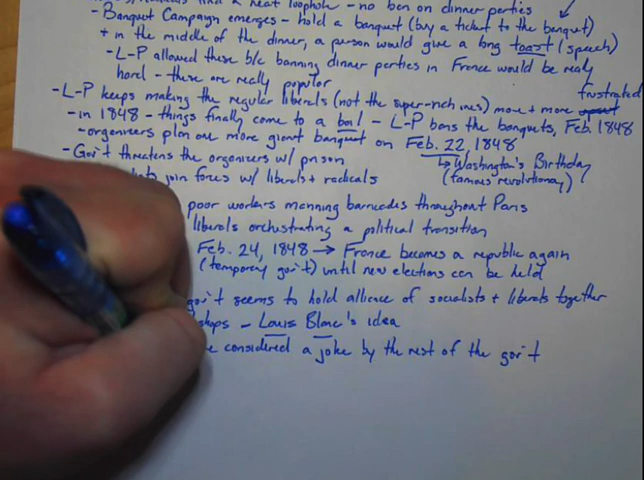 a neat loophole - no ban on dinner parties
- Banquet Campaign emerges - hold a banquet (buy a ticket to the banquet)
+ in the middle of the dinner, a person would give a long toast (speech)
- L-P allowed these b/c banning dinner parties in France would be really
hard - these are really popular
- L-P keeps making the regular liberals (not the super-rich ones) more + more frustrated
- in 1848 - things finally come to a boil - L-P bans the banquets, Feb. 1848
- organizers plan one more giant banquet on Feb. 22, 1848
- Gov't threatens the organizers w/ prison
Washington's Birthday
(famous revolutionary)
join forces w/ liberals + radicals
poor workers manning barricades throughout Paris
liberals orchestrating a political transition
Feb. 24, 1848 → France becomes a republic again
(temporary gov't) until new elections can be held
gov't seems to hold allience of socialists + liberals together
shops - Louis Blanc's idea
considered a joke by the rest of the gov't